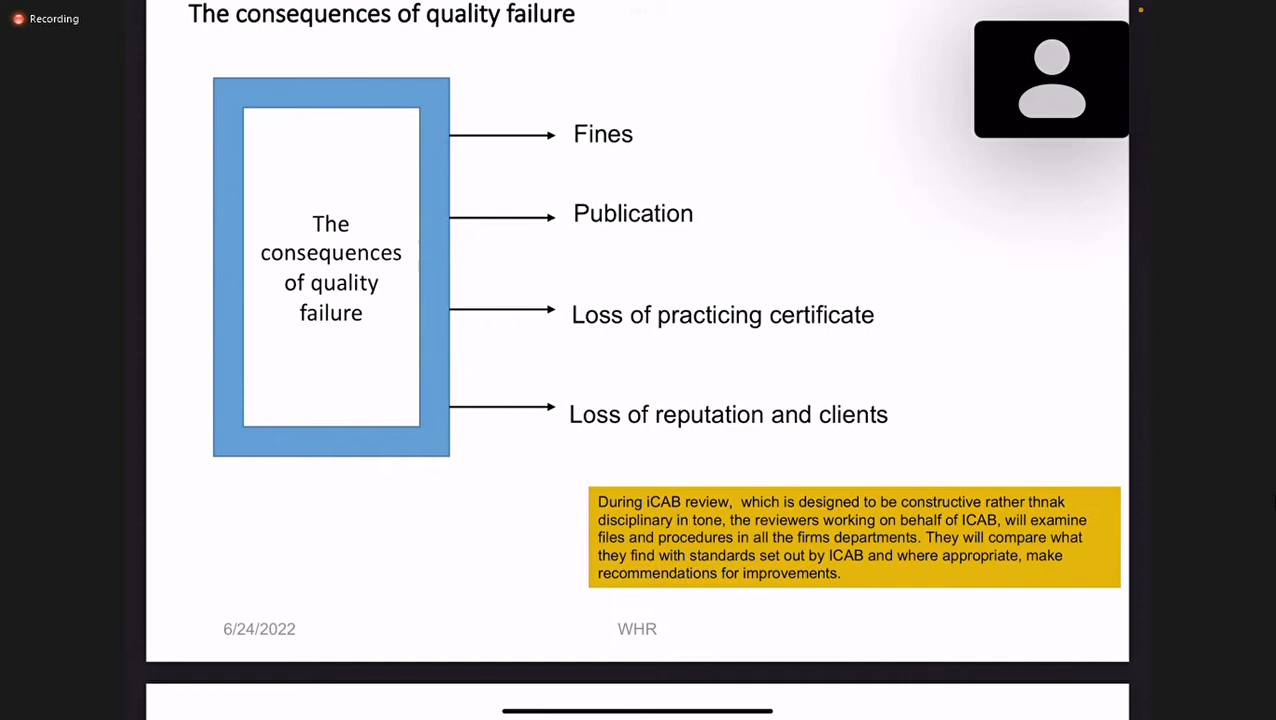 Recording
The consequences of quality failure
The
consequences
of quality
failure
Fines
Publication
Loss of practicing certificate
Loss of reputation and clients
During iCAB review, which is designed to be constructive rather thnak
disciplinary in tone, the reviewers working on behalf of ICAB, will examine
files and procedures in all the firms departments. They will compare what
they find with standards set out by ICAB and where appropriate, make
recommendations for improvements.
6/24/2022
WHR